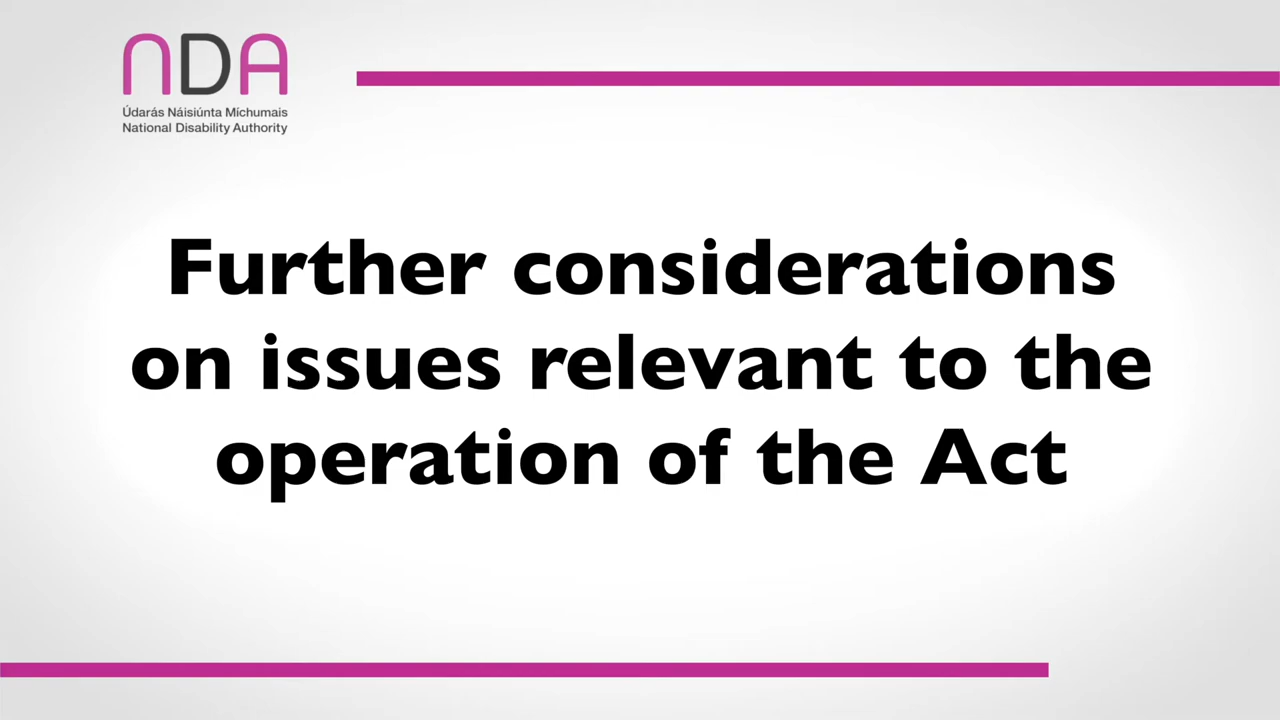 NDA
Údarás Náisiúnta Míchumais
National Disability Authority
Further considerations
on issues relevant to the
operation of the Act